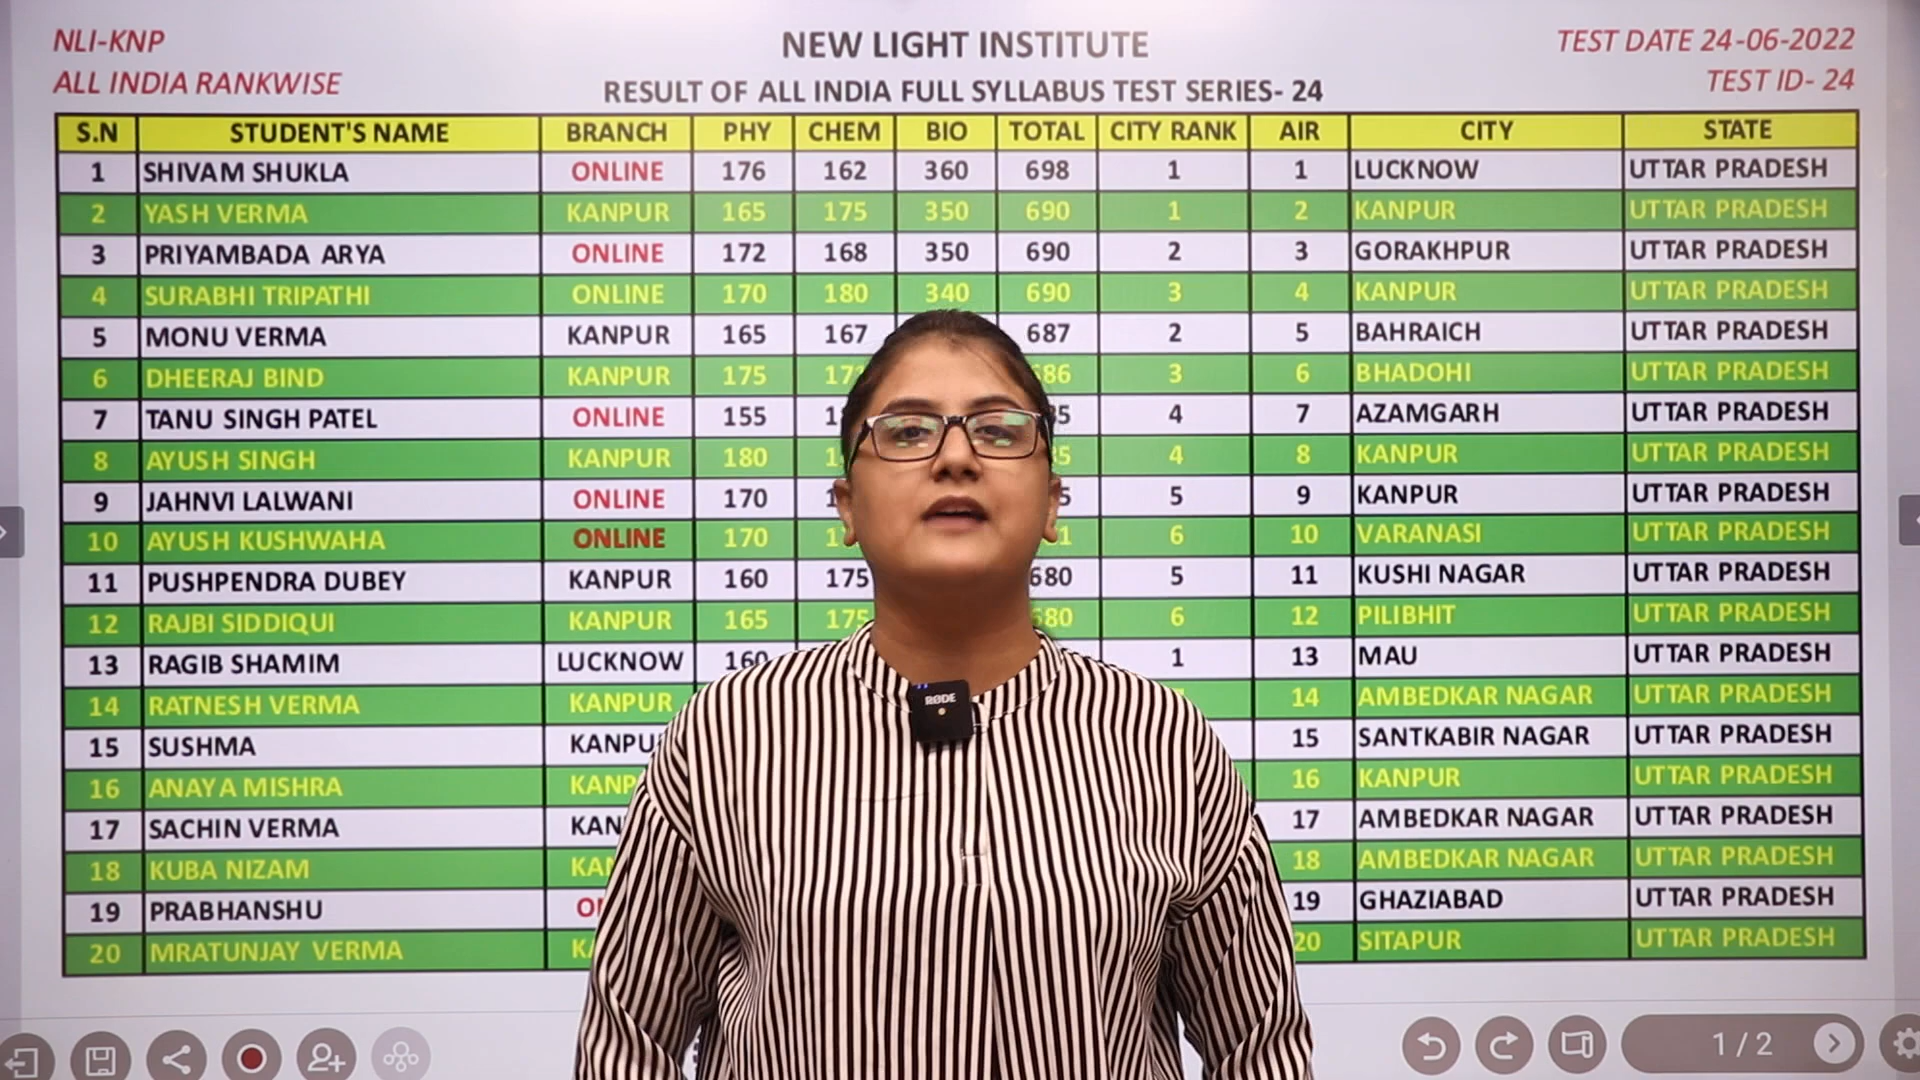 NLI-KNP
ALL INDIA RANKWISE
NEW LIGHT INSTITUTE
RESULT OF ALL INDIA FULL SYLLABUS TEST SERIES- 24
TEST DATE 24-06-2022
TEST ID- 24
S.N STUDENT'S NAME BRANCH PHY CHEM BIO TOTAL CITY RANK AIR CITY STATE
1 SHIVAM SHUKLA ONLINE 176 162 360 698 1 1 LUCKNOW UTTAR PRADESH
2 YASH VERMA KANPUR 165 175 350 690 1 2 KANPUR UTTAR PRADESH
3 PRIYAMBADA ARYA ONLINE 172 168 350 690 2 3 GORAKHPUR UTTAR PRADESH
4 SURABHI TRIPATHI ONLINE 170 180 340 690 3 4 KANPUR UTTAR PRADESH
5 MONU VERMA KANPUR 165 167 687 2 5 BAHRAICH UTTAR PRADESH
6 DHEERAJ BIND KANPUR 175 3 6 BHADOHI UTTAR PRADESH
7 TANU SINGH PATEL ONLINE 155 4 7 AZAMGARH UTTAR PRADESH
8 AYUSH SINGH KANPUR 180 4 8 KANPUR UTTAR PRADESH
9 JAHNVI LALWANI ONLINE 170 5 9 KANPUR UTTAR PRADESH
10 AYUSH KUSHWAHA ONLINE 170 6 10 VARANASI UTTAR PRADESH
11 PUSHPENDRA DUBEY KANPUR 160 175 680 5 11 KUSHI NAGAR UTTAR PRADESH
12 RAJBI SIDDIQUI KANPUR 165 175 680 6 12 PILIBHIT UTTAR PRADESH
13 RAGIB SHAMIM LUCKNOW 160 1 13 MAU UTTAR PRADESH
14 RATNESH VERMA KANPUR 14 AMBEDKAR NAGAR UTTAR PRADESH
15 SUSHMA 15 SANTKABIR NAGAR UTTAR PRADESH
16 ANAYA MISHRA 16 KANPUR UTTAR PRADESH
17 SACHIN VERMA 17 AMBEDKAR NAGAR UTTAR PRADESH
18 KUBA NIZAM 18 AMBEDKAR NAGAR UTTAR PRADESH
19 PRABHANSHU 19 GHAZIABAD UTTAR PRADESH
20 MRATUNJAY VERMA 20 SITAPUR UTTAR PRADESH
RØDE
1 / 2